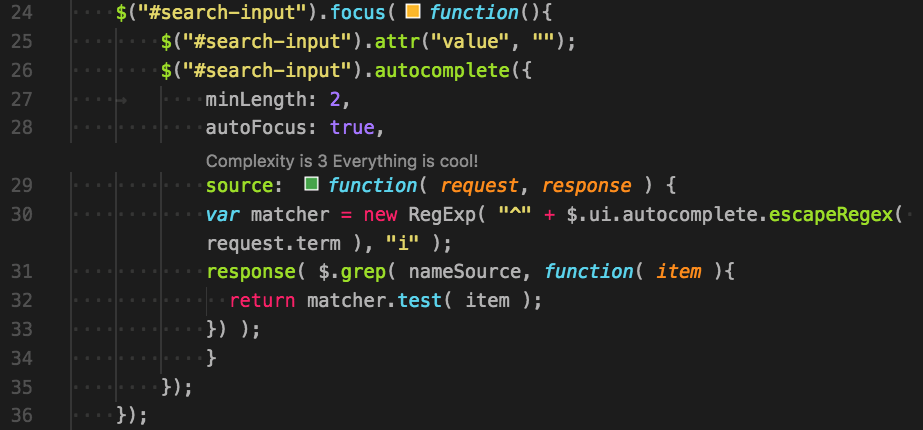 24 $("#search-input").focus( function(){
25 $("#search-input").attr("value", "");
26 $("#search-input").autocomplete({
27 minLength: 2,
28 autoFocus: true,
Complexity is 3 Everything is cool!
29 source: function( request, response ) {
30 var matcher = new RegExp( "^" + $.ui.autocomplete.escapeRegex(
request.term ), "i" );
31 response( $.grep( nameSource, function( item ){
32 return matcher.test( item );
33 }) );
34 }
35 });
36 });